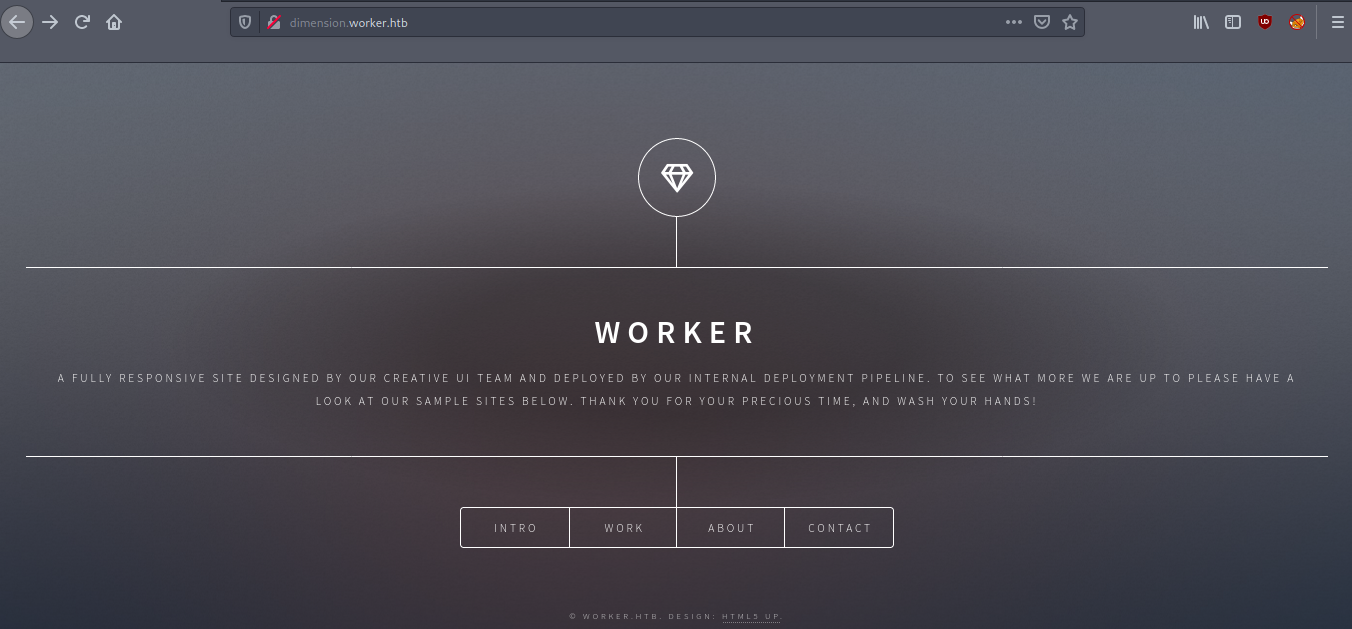 dimension.worker.htb
UD
WORKER
A FULLY RESPONSIVE SITE DESIGNED BY OUR CREATIVE UI TEAM AND DEPLOYED BY OUR INTERNAL DEPLOYMENT PIPELINE. TO SEE WHAT MORE WE ARE UP TO PLEASE HAVE A
LOOK AT OUR SAMPLE SITES BELOW. THANK YOU FOR YOUR PRECIOUS TIME, AND WASH YOUR HANDS!
INTRO WORK ABOUT CONTACT
© WORKER.HTB. DESIGN: HTML5 UP.